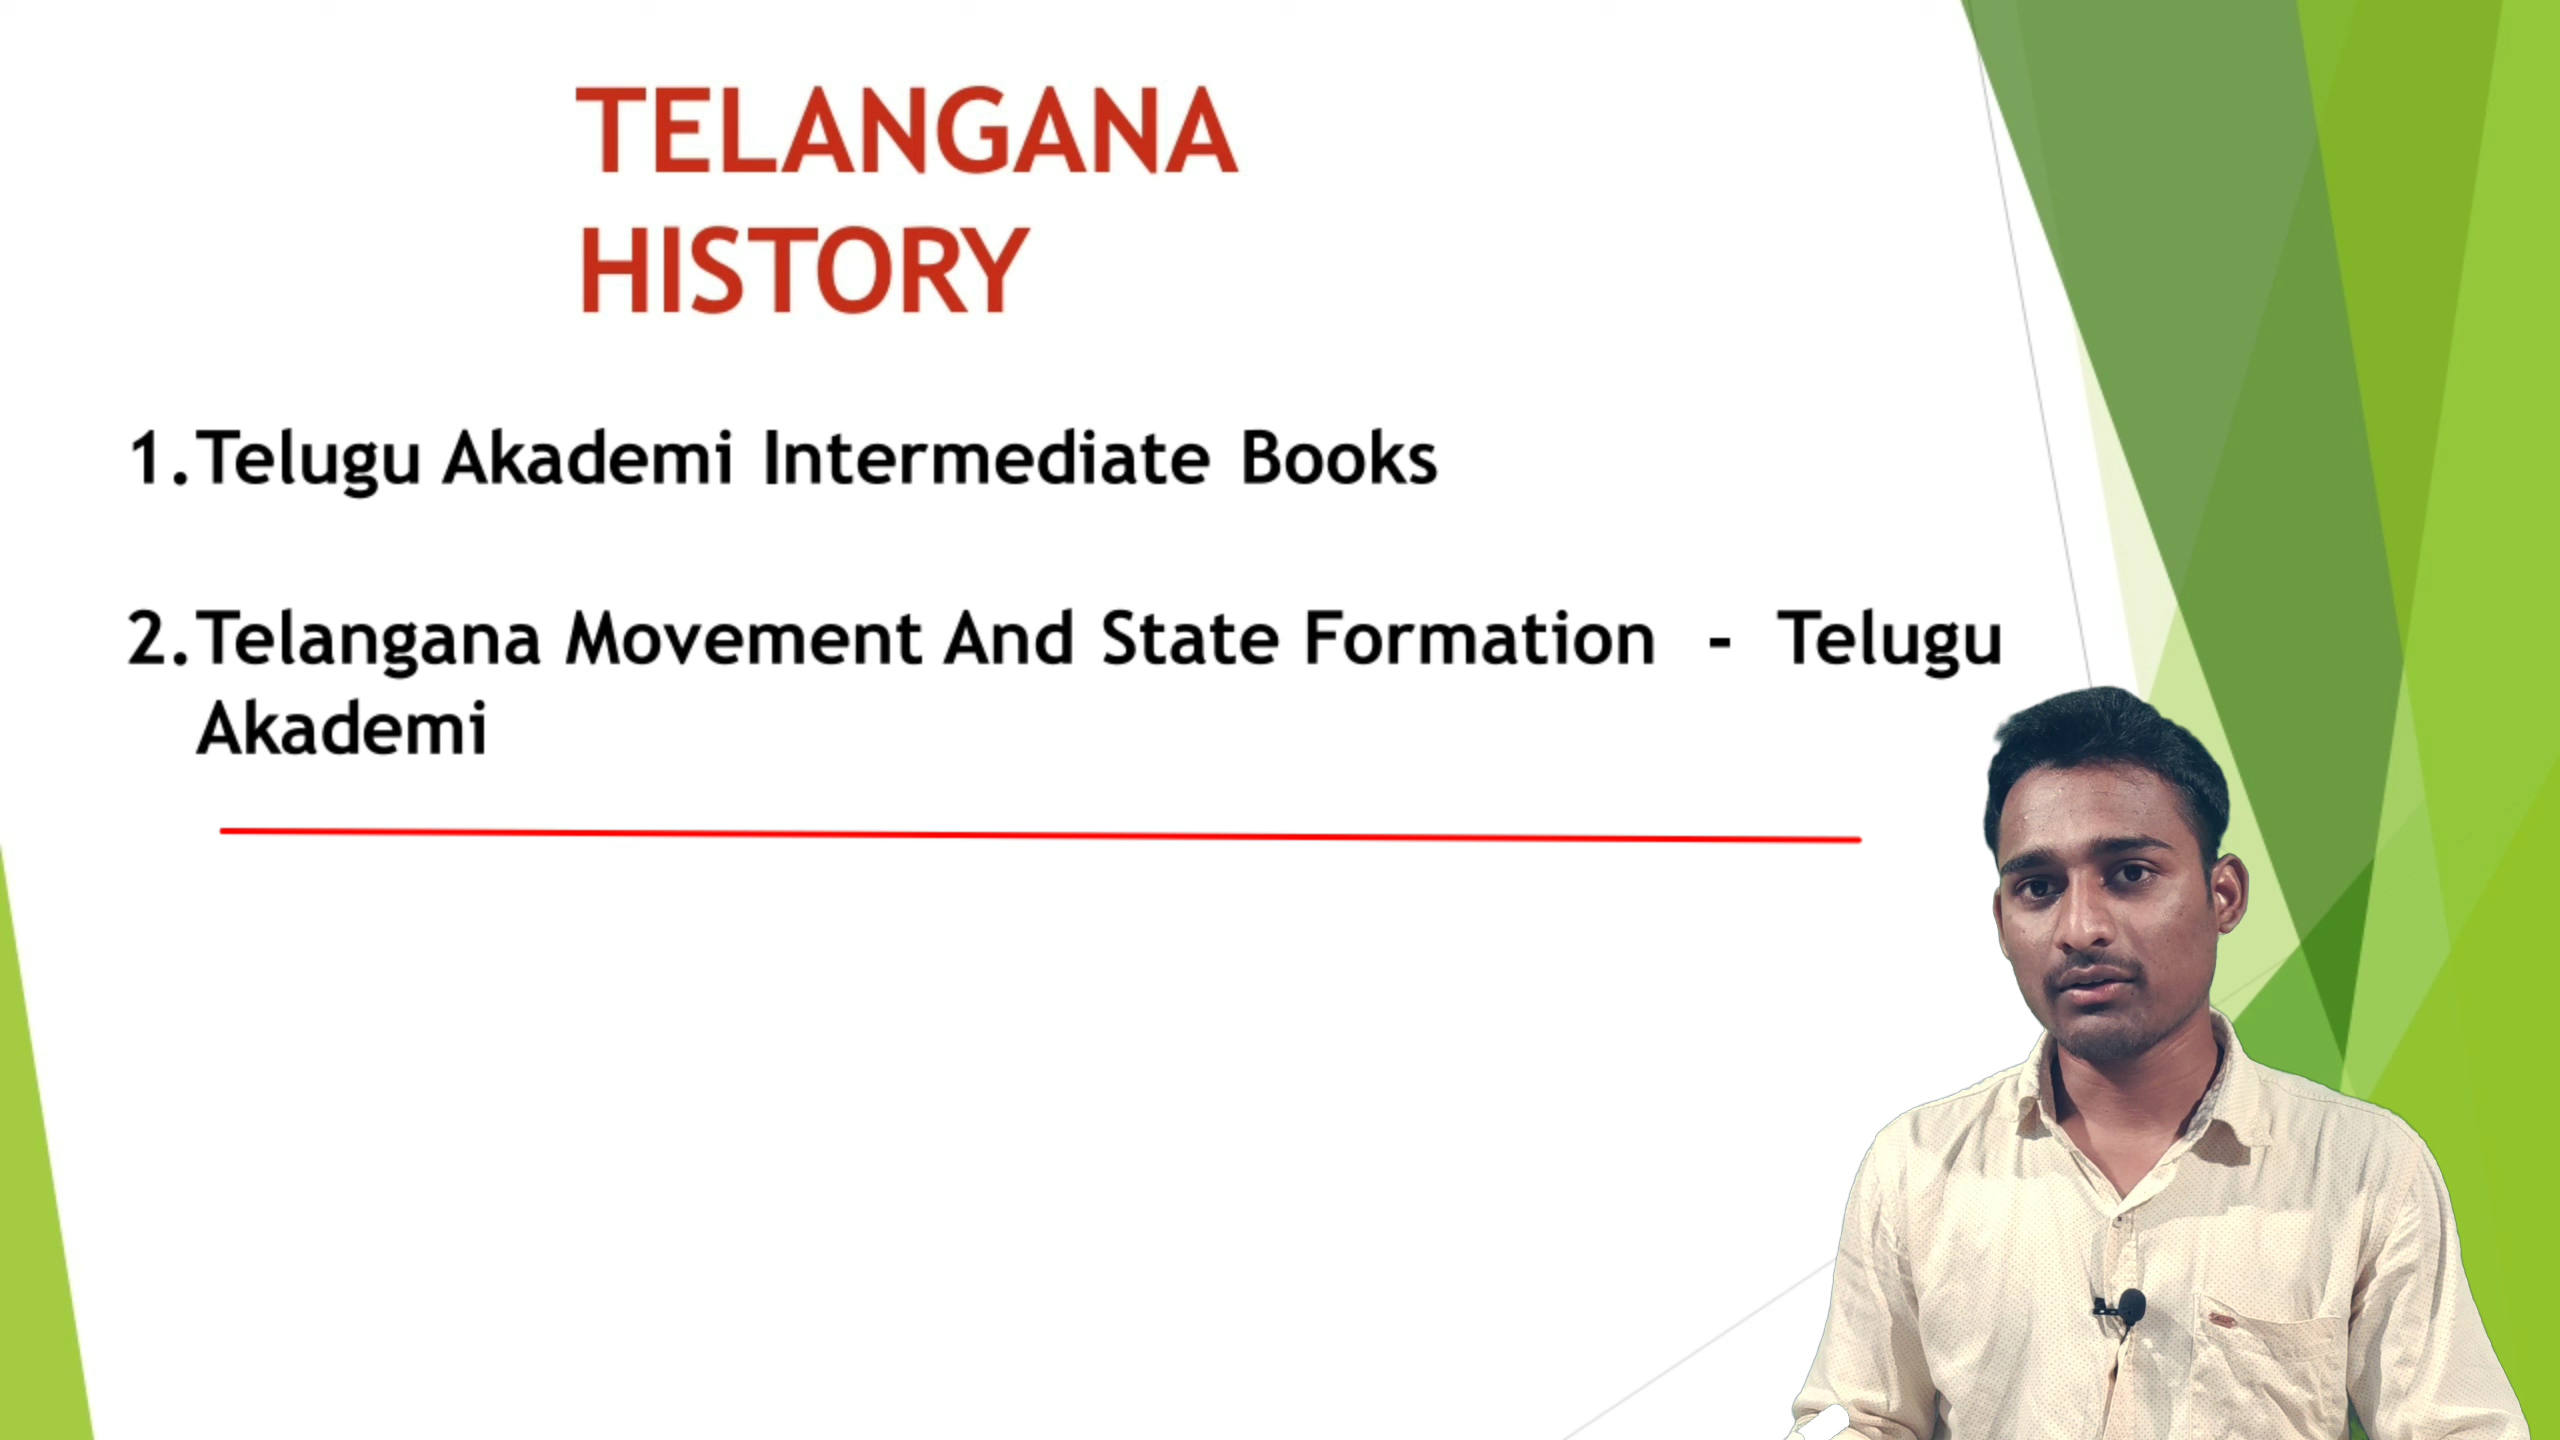 TELANGANA
HISTORY
1.Telugu Akademi Intermediate Books
2.Telangana Movement And State Formation - Telugu
Akademi